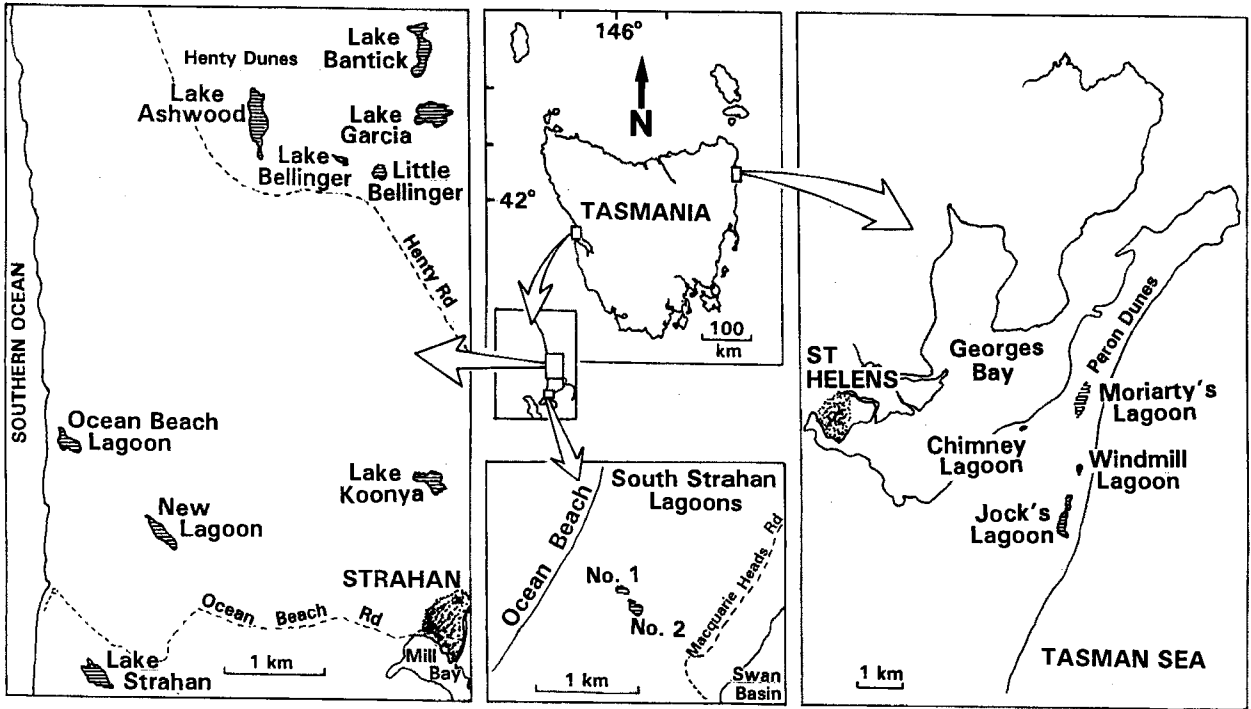 Lake
Bantick
Henty Dunes
Lake
Ashwood
Lake
Garcia
Lake
Bellinger
Little
Bellinger
Henty Rd
SOUTHERN OCEAN
Ocean Beach
Lagoon
Lake
Koonya
New
Lagoon
STRAHAN
Ocean Beach Rd
Mill
Bay
Lake
Strahan
1 km
146°
N
42°
TASMANIA
100
km
South Strahan
Lagoons
Ocean Beach
No. 1
No. 2
Macquarie Heads Rd
1 km
Swan
Basin
ST
HELENS
Georges
Bay
Peron Dunes
Moriarty's
Lagoon
Chimney
Lagoon
Windmill
Lagoon
Jock's
Lagoon
1 km
TASMAN SEA